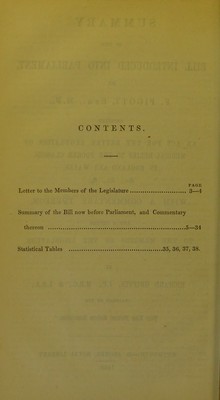 CONTENTS.
PAGE
Letter to the Members of the Legislature .............................. 3—4
Summary of the Bill now before Parliament, and Commentary
thereon ............................................................5—34
Statistical Tables ..........................................35, 36, 37, 38.